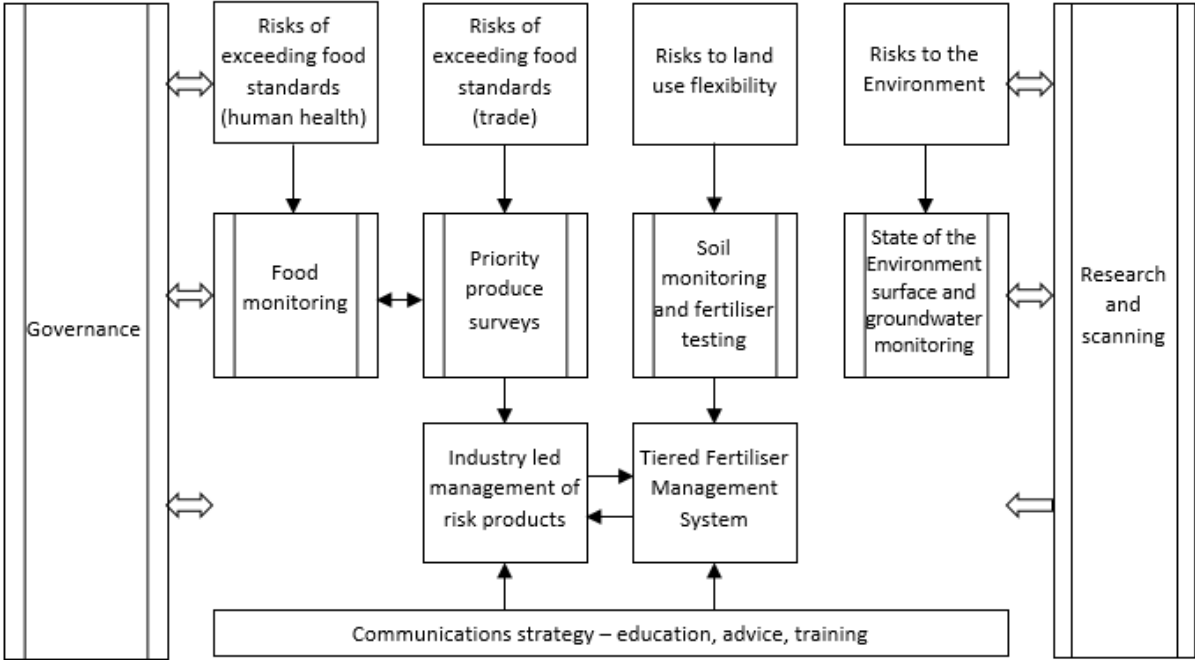 Governance
Risks of
exceeding food
standards
(human health)
Risks of
exceeding food
standards
(trade)
Risks to land
use flexibility
Risks to the
Environment
Food
monitoring
Priority
produce
surveys
Soil
monitoring
and fertiliser
testing
State of the
Environment
surface and
groundwater
monitoring
Research
and
scanning
Industry led
management of
risk products
Tiered Fertiliser
Management
System
Communications strategy – education, advice, training